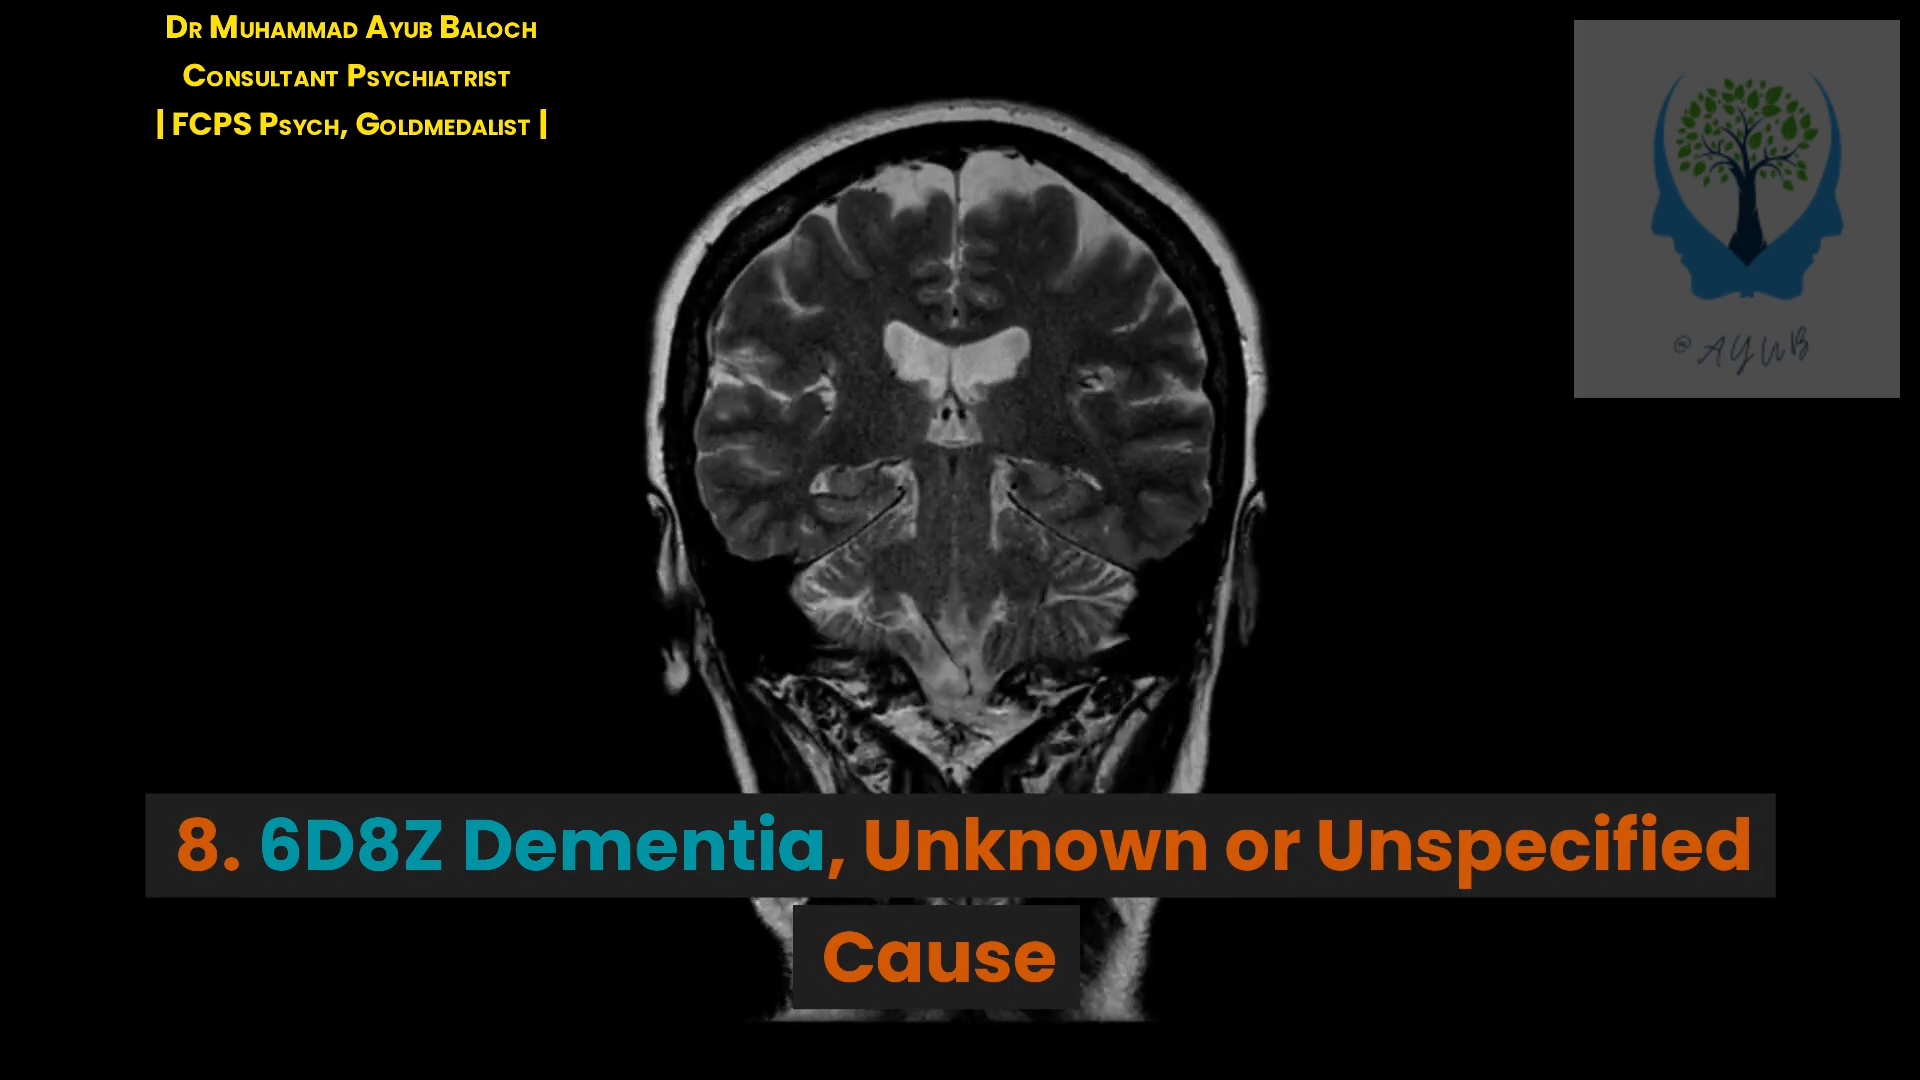 Dr Muhammad Ayub Baloch
Consultant Psychiatrist
| FCPS Psych, Goldmedalist |
@AYUB
8. 6D8Z Dementia, Unknown or Unspecified
Cause